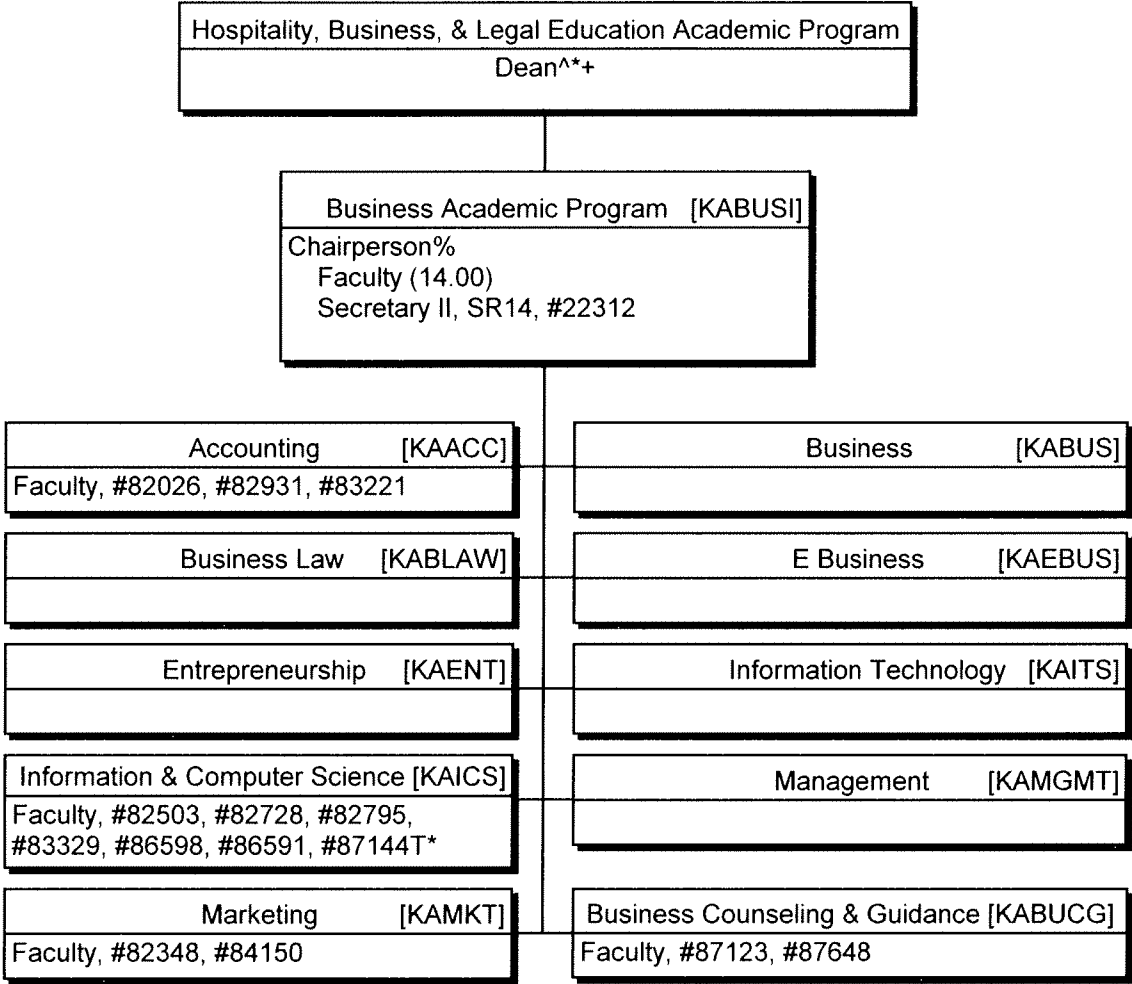 Hospitality, Business, & Legal Education Academic Program
Dean^*+
Business Academic Program [KABUSI]
Chairperson%
Faculty (14.00)
Secretary II, SR14, #22312
Accounting [KAACC]
Faculty, #82026, #82931, #83221
Business [KABUS]
Business Law [KABLAW]
E Business [KAEBUS]
Entrepreneurship [KAENT]
Information Technology [KAITS]
Information & Computer Science [KAICS]
Faculty, #82503, #82728, #82795,
#83329, #86598, #86591, #87144T*
Management [KAMGMT]
Marketing [KAMKT]
Faculty, #82348, #84150
Business Counseling & Guidance [KABUCG]
Faculty, #87123, #87648